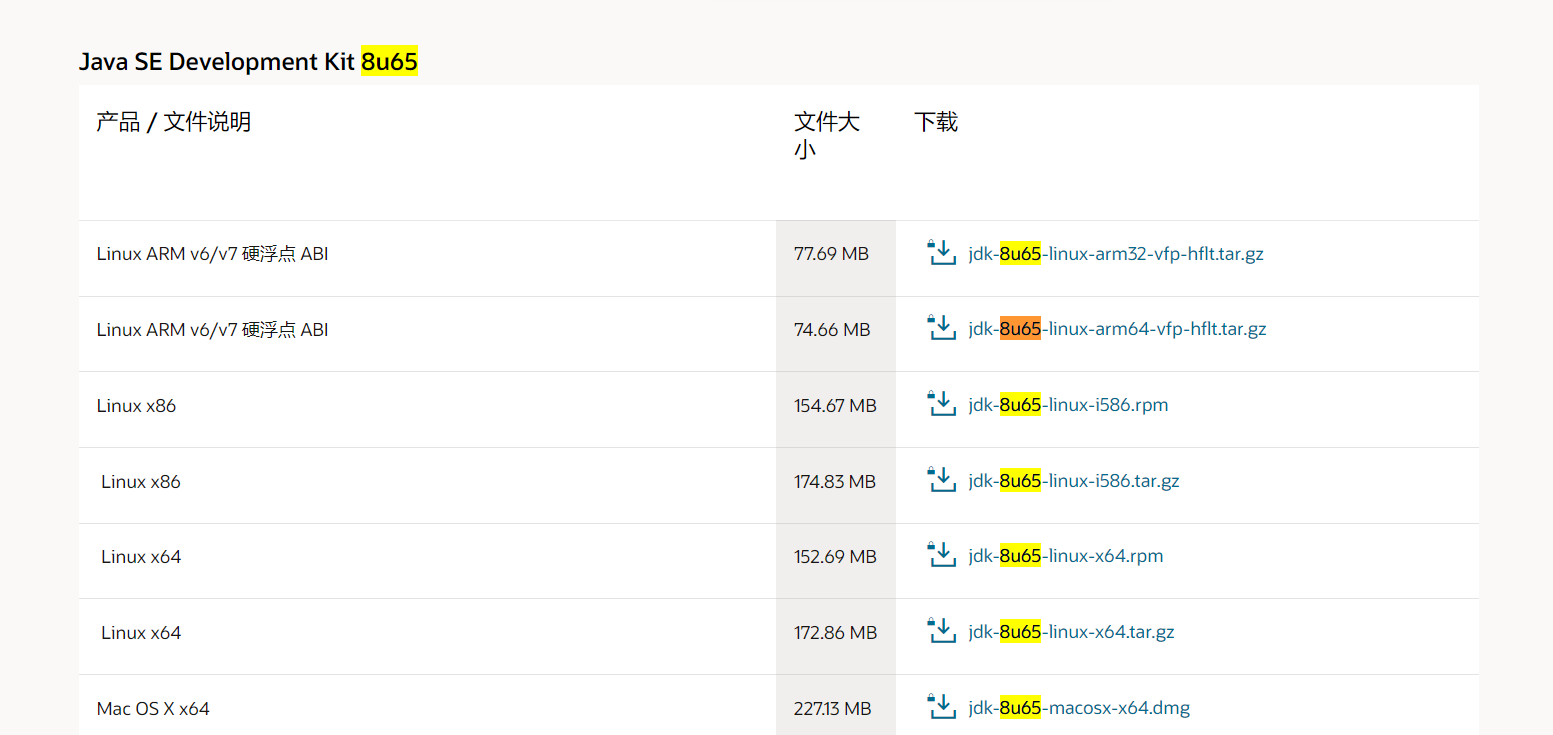 Java SE Development Kit 8u65
产品 / 文件说明
文件大
小
下载
Linux ARM v6/v7 硬浮点 ABI
77.69 MB
jdk-8u65-linux-arm32-vfp-hflt.tar.gz
Linux ARM v6/v7 硬浮点 ABI
74.66 MB
jdk-8u65-linux-arm64-vfp-hflt.tar.gz
Linux x86
154.67 MB
jdk-8u65-linux-i586.rpm
Linux x86
174.83 MB
jdk-8u65-linux-i586.tar.gz
Linux x64
152.69 MB
jdk-8u65-linux-x64.rpm
Linux x64
172.86 MB
jdk-8u65-linux-x64.tar.gz
Mac OS X x64
227.13 MB
jdk-8u65-macosx-x64.dmg